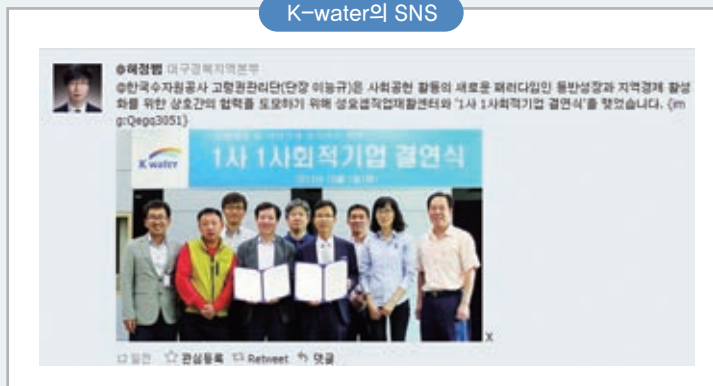 K-water의 SNS
@혜정범 대구경북지역본부
@한국수자원공사 고령권관리단(단장 이능규)은 사회공헌 활동의 새로운 패러다임인 동반성장과 지역경제 활성
화를 위한 상호간의 협력를 도모하기 위해 성요셉직업재활센터와 '1사 1사회적기업 결연식'을 맺었습니다. {im
g:Qegq3051}
K water
1사 1사회적기업 결연식
X
일전 관심등록 Retweet 댓글